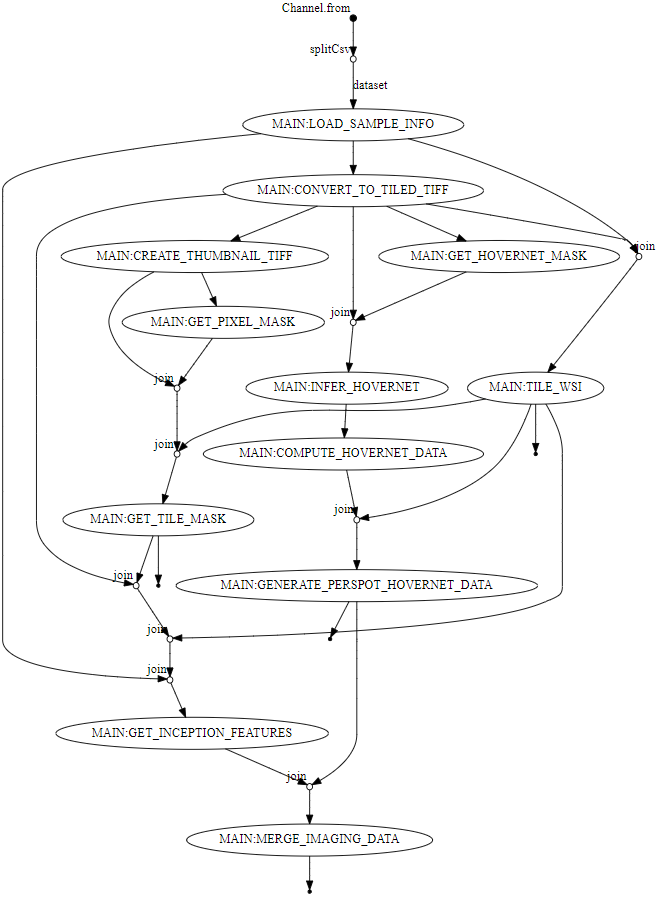 Channel.from
splitCsv
dataset
MAIN:LOAD_SAMPLE_INFO
MAIN:CONVERT_TO_TILED_TIFF
join
MAIN:CREATE_THUMBNAIL_TIFF
MAIN:GET_HOVERNET_MASK
join
MAIN:GET_PIXEL_MASK
join
MAIN:INFER_HOVERNET
MAIN:TILE_WSI
join
MAIN:COMPUTE_HOVERNET_DATA
join
MAIN:GET_TILE_MASK
join
MAIN:GENERATE_PERSPOT_HOVERNET_DATA
join
join
MAIN:GET_INCEPTION_FEATURES
join
MAIN:MERGE_IMAGING_DATA